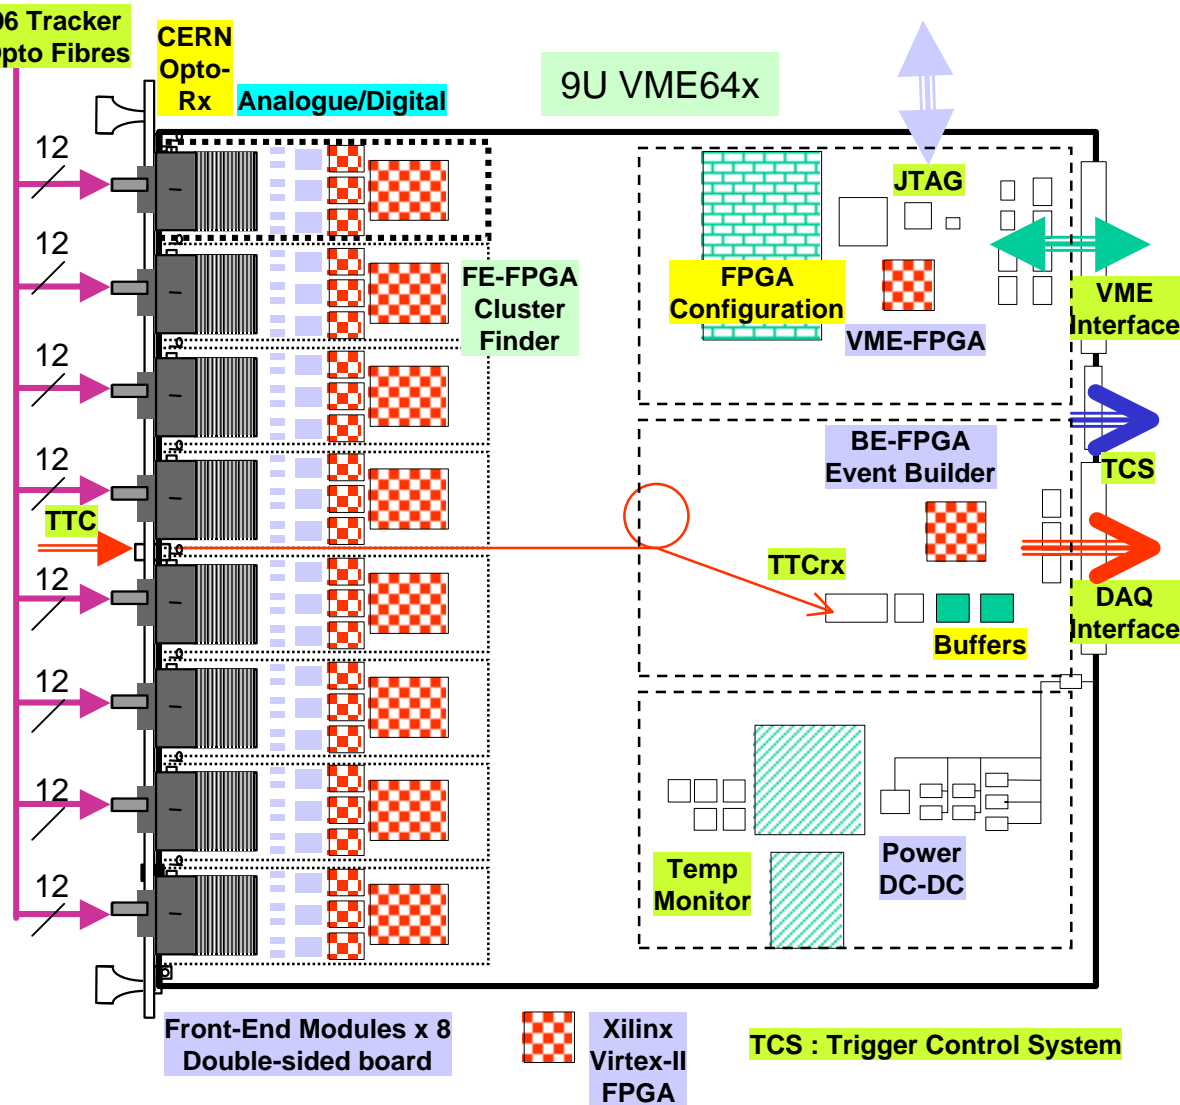 96 Tracker
Opto Fibres
CERN
Opto-
Rx
Analogue/Digital
9U VME64x
JTAG
12
12
12
12
TTC
12
12
12
12
FE-FPGA
Cluster
Finder
FPGA
Configuration
VME-FPGA
VME
Interface
BE-FPGA
Event Builder
TCS
TTCrx
Buffers
DAQ
Interface
Temp
Monitor
Power
DC-DC
Front-End Modules x 8
Double-sided board
Xilinx
Virtex-II
FPGA
TCS : Trigger Control System